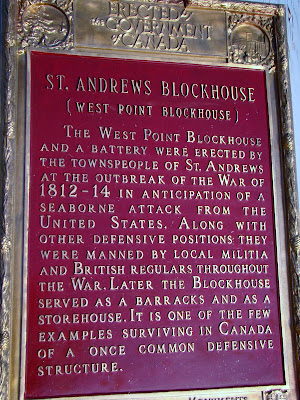 ERECTED BY
THE GOVERNMENT
OF CANADA
ST. ANDREWS BLOCKHOUSE
(WEST POINT BLOCKHOUSE)
THE WEST POINT BLOCKHOUSE
AND A BATTERY WERE ERECTED BY
THE TOWNSPEOPLE OF ST. ANDREWS
AT THE OUTBREAK OF THE WAR OF
1812-14 IN ANTICIPATION OF A
SEABORNE ATTACK FROM THE
UNITED STATES. ALONG WITH
OTHER DEFENSIVE POSITIONS THEY
WERE MANNED BY LOCAL MILITIA
AND BRITISH REGULARS THROUGHOUT
THE WAR. LATER THE BLOCKHOUSE
SERVED AS A BARRACKS AND AS A
STOREHOUSE. IT IS ONE OF THE FEW
EXAMPLES SURVIVING IN CANADA
OF A ONCE COMMON DEFENSIVE
STRUCTURE.
MONUMENTS